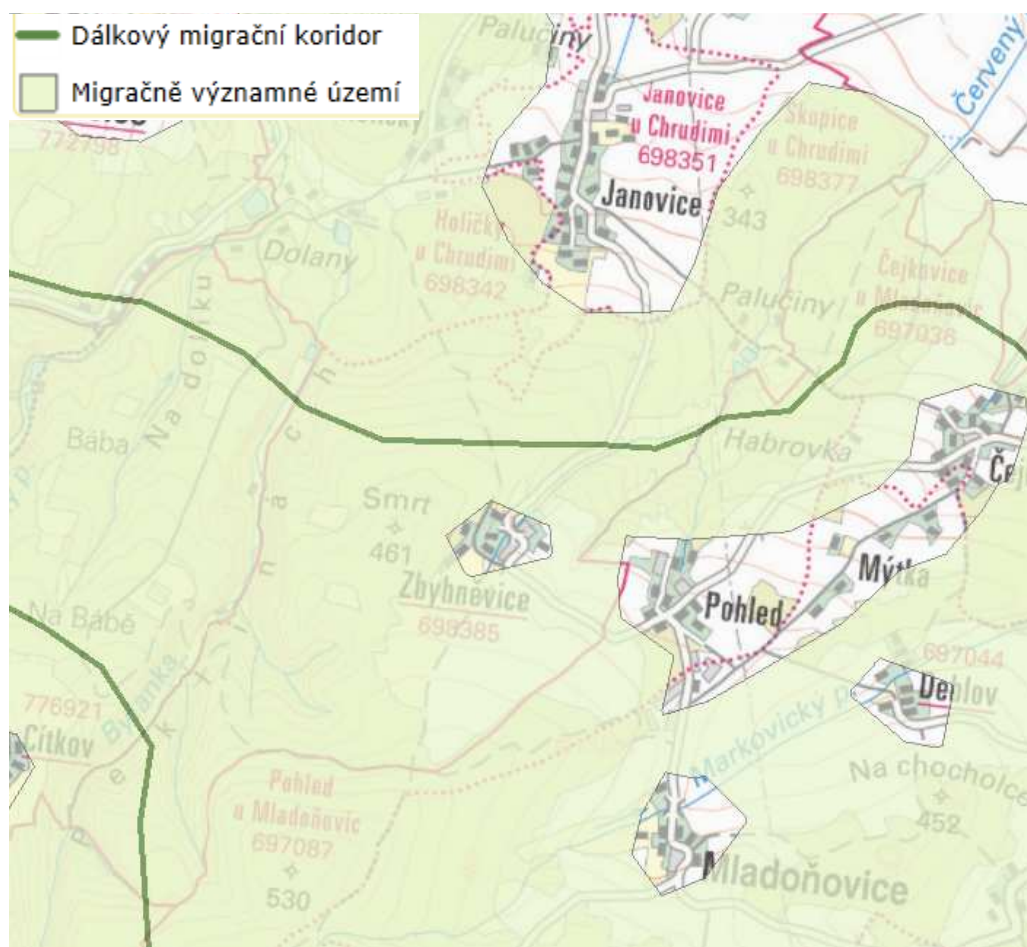 Dálkový migrační koridor
Migračně významné území
Palučiny
Červený
772798
Janovice
u Chrudimi
698351
Skupice
u Chrudimi
698377
Janovice
343
Holičky
u Chrudimi
698342
Dolany
Čejkovice
u Mladoňovic
697036
Palučiny
Na dolíku
Bába
Habrovka
Smrt
461
Zbyhněvice
698385
Mýtka
Pohled
Na Bábě
697044
Deblov
776921
Cítkov
Bylanka
Markovický p.
Na chocholce
452
Pohled
u Mladoňovic
697087
530
Mladoňovice